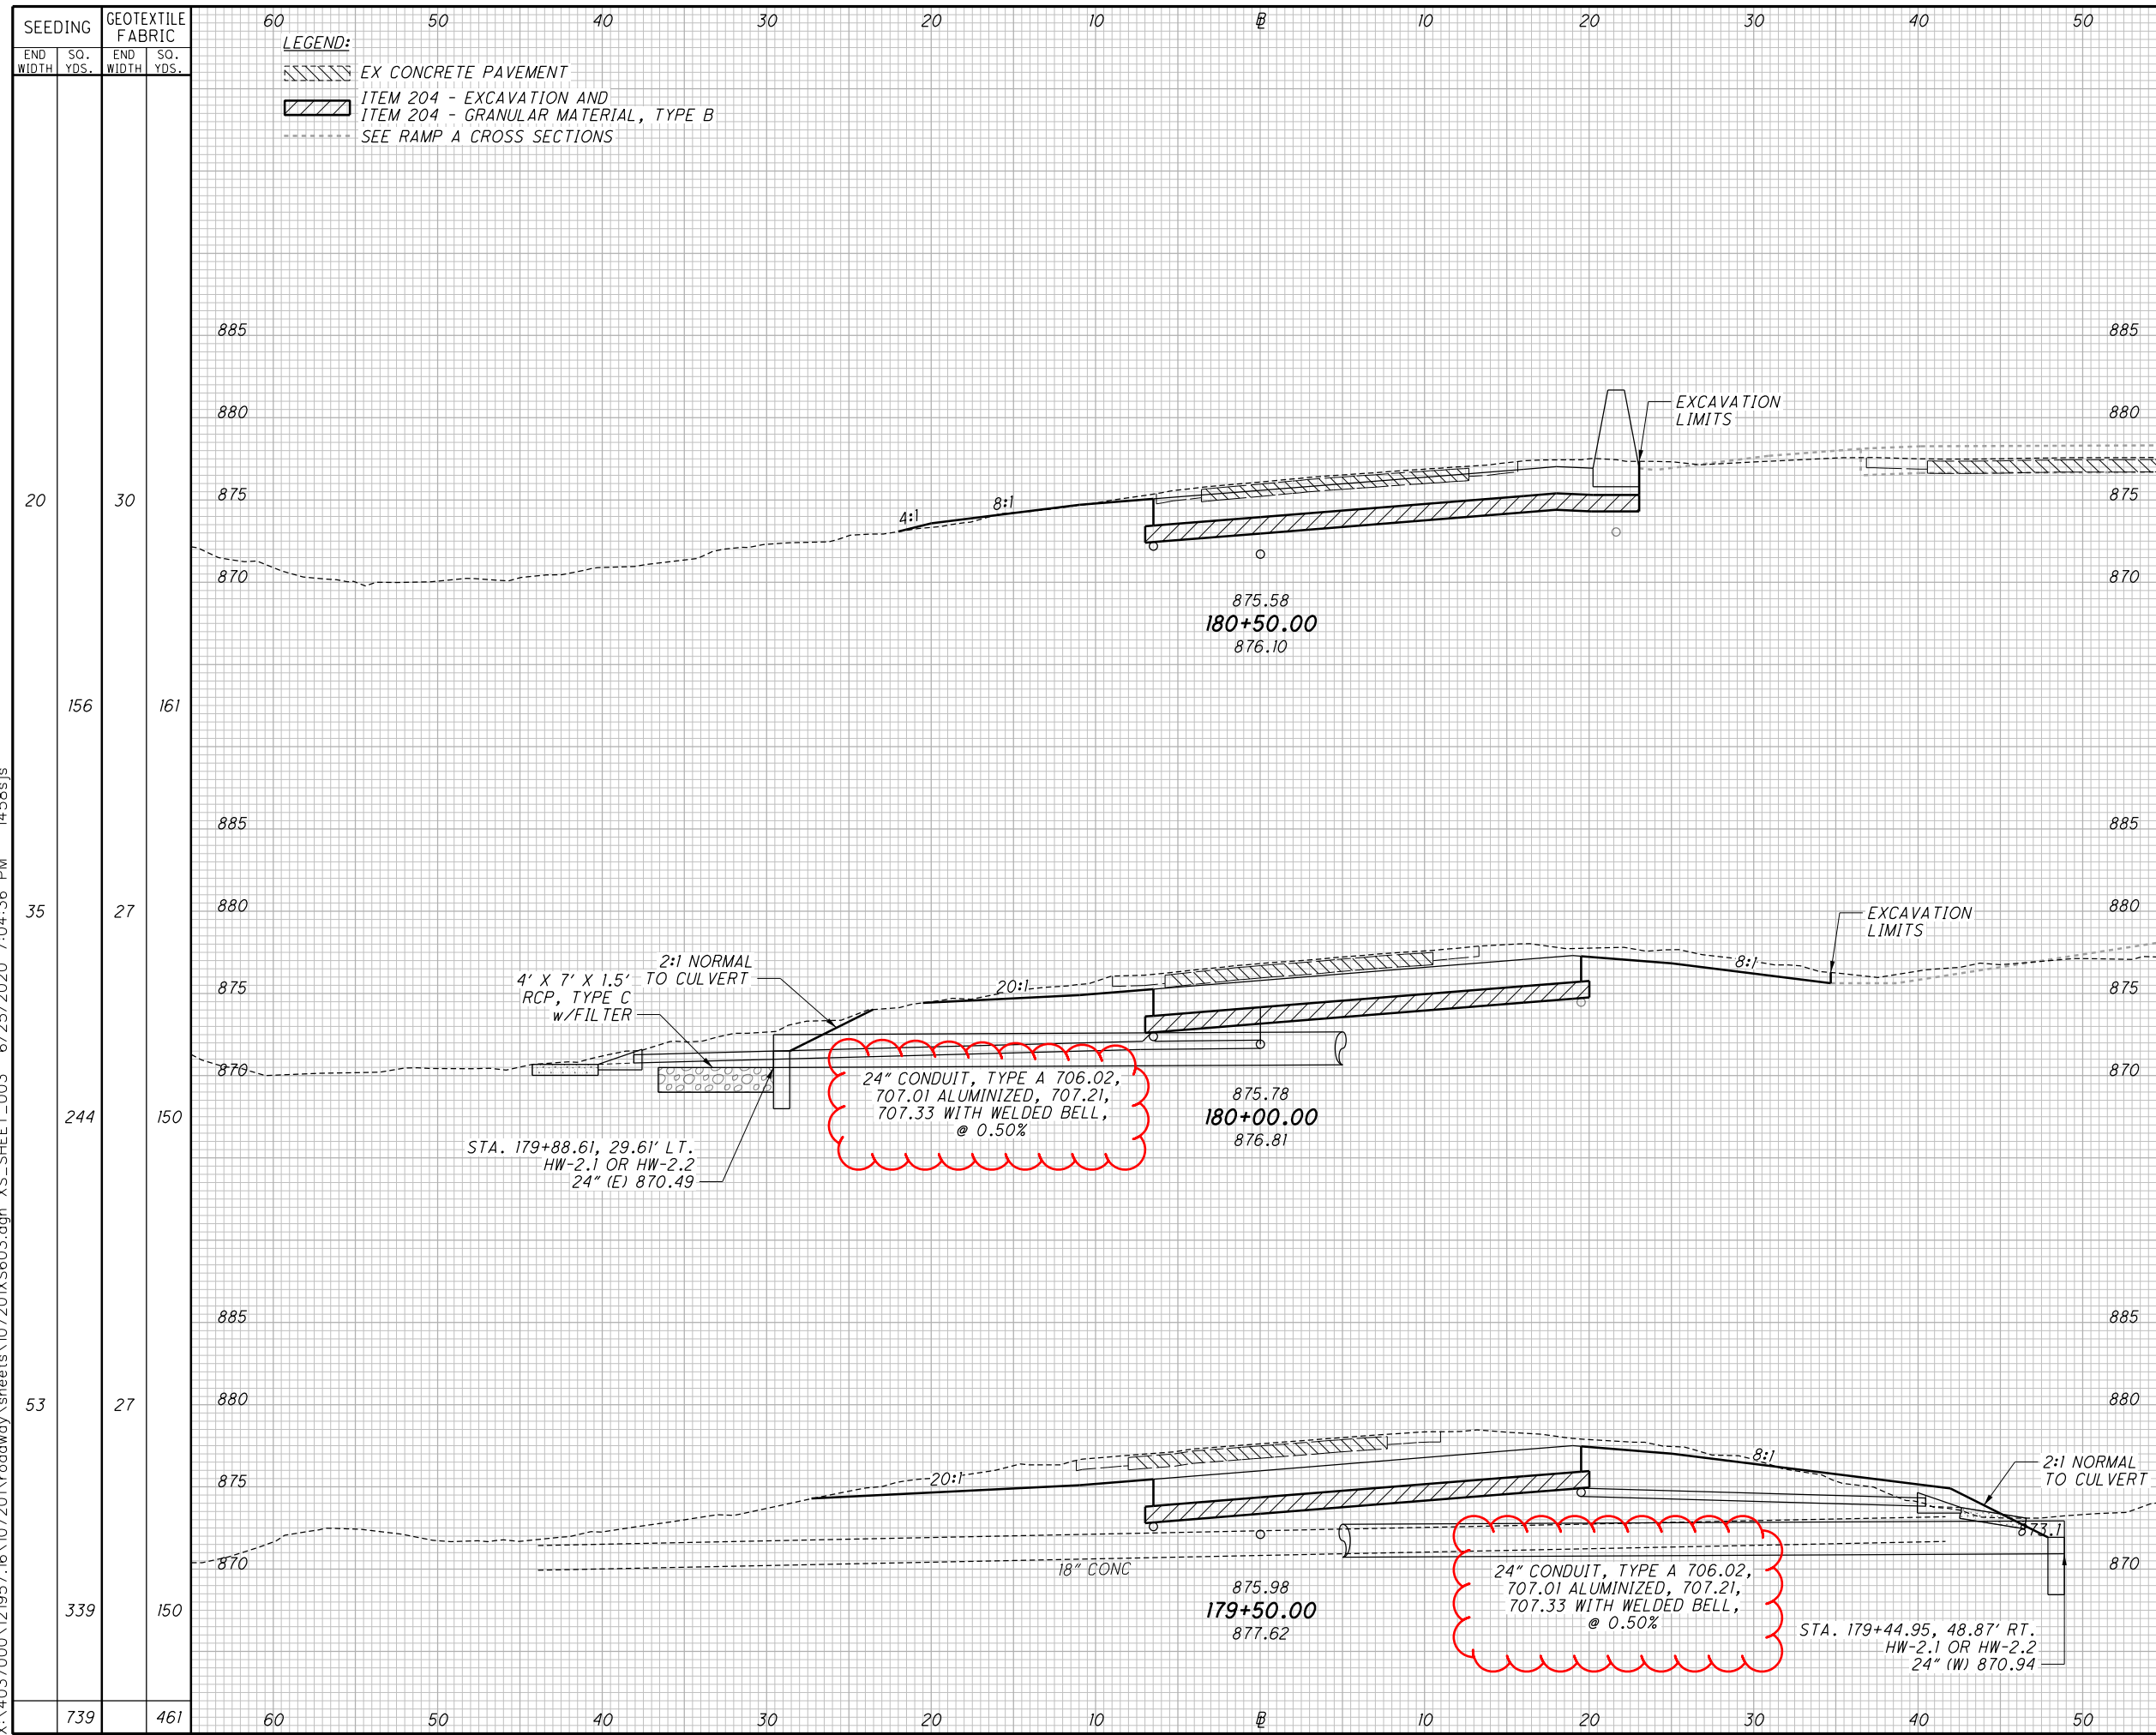 SEEDING
GEOTEXTILE
FABRIC
END
WIDTH
SQ.
YDS.
END
WIDTH
SQ.
YDS.
60 50 40 30 20 10 ℄ 10 20 30 40 50
LEGEND:
EX CONCRETE PAVEMENT
ITEM 204 - EXCAVATION AND
ITEM 204 - GRANULAR MATERIAL, TYPE B
SEE RAMP A CROSS SECTIONS
885 885
880 880
EXCAVATION
LIMITS
875 875
20 30
4:1 8:1
870 870
875.58
180+50.00
876.10
156 161
885 885
880 880
35 27
EXCAVATION
LIMITS
2:1 NORMAL
TO CULVERT
4' X 7' X 1.5'
RCP, TYPE C
w/FILTER
20:1
8:1
875 875
870 870
24" CONDUIT, TYPE A 706.02,
707.01 ALUMINIZED, 707.21,
707.33 WITH WELDED BELL,
@ 0.50%
875.78
180+00.00
876.81
244 150
STA. 179+88.61, 29.61' LT.
HW-2.1 OR HW-2.2
24" (E) 870.49
885 885
880 880
53 27
20:1
8:1
2:1 NORMAL
TO CULVERT
875 875
873.1
870 870
18" CONC
24" CONDUIT, TYPE A 706.02,
707.01 ALUMINIZED, 707.21,
707.33 WITH WELDED BELL,
@ 0.50%
875.98
179+50.00
877.62
339 150
STA. 179+44.95, 48.87' RT.
HW-2.1 OR HW-2.2
24" (W) 870.94
739 461
60 50 40 30 20 10 ℄ 10 20 30 40 50
6/25/2020 7:04:36 PM